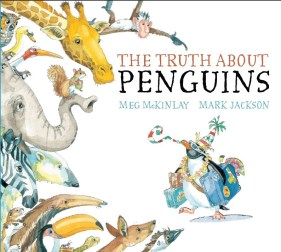 THE TRUTH ABOUT
PENGUINS
MEG McKINLAY MARK JACKSON